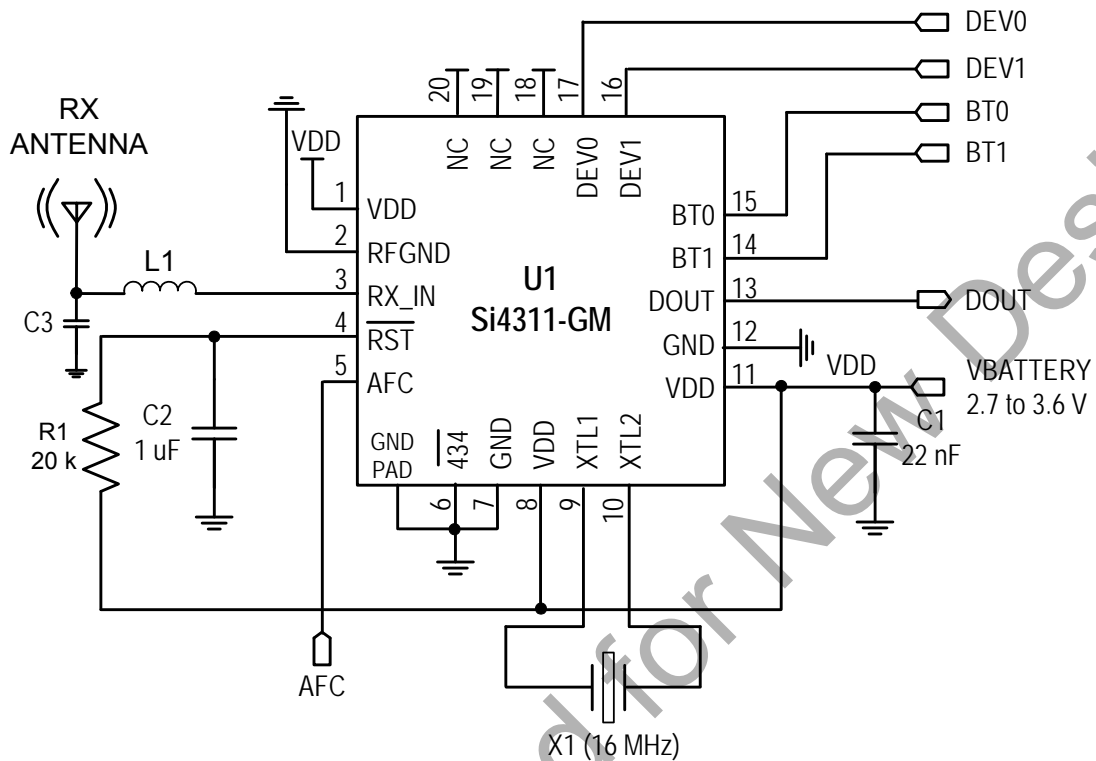 DEV0
DEV1
BT0
BT1
RX
ANTENNA
VDD
20
19
18
17
16
NC
NC
NC
DEV0
DEV1
1
VDD
2
RFGND
3
RX_IN
4
RST
5
AFC
L1
C3
R1
20 k
C2
1 uF
U1
Si4311-GM
15
BT0
14
BT1
13
DOUT
DOUT
12
GND
11
VDD
VDD
VBATTERY
2.7 to 3.6 V
C1
22 nF
GND
PAD
434
GND
VDD
XTL1
XTL2
6
7
8
9
10
AFC
X1 (16 MHz)
for New Des